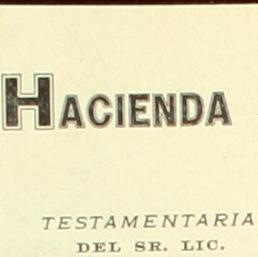 HACIENDA
TESTAMENTARIA
DEL SR. LIC.